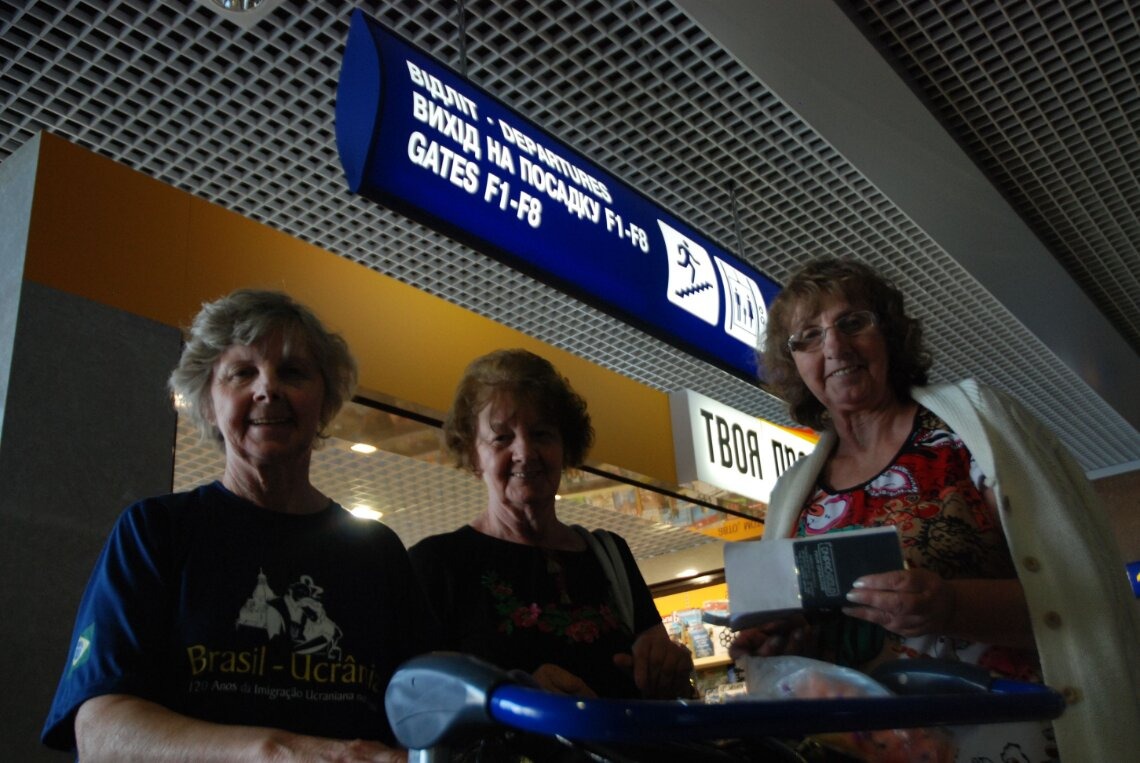 ВІДЛІТ · DEPARTURES
ВИХІД НА ПОСАДКУ F1-F8
GATES F1-F8
ТВОЯ
Brasil - Ucrânia
120 Anos da Imigração Ucraniana